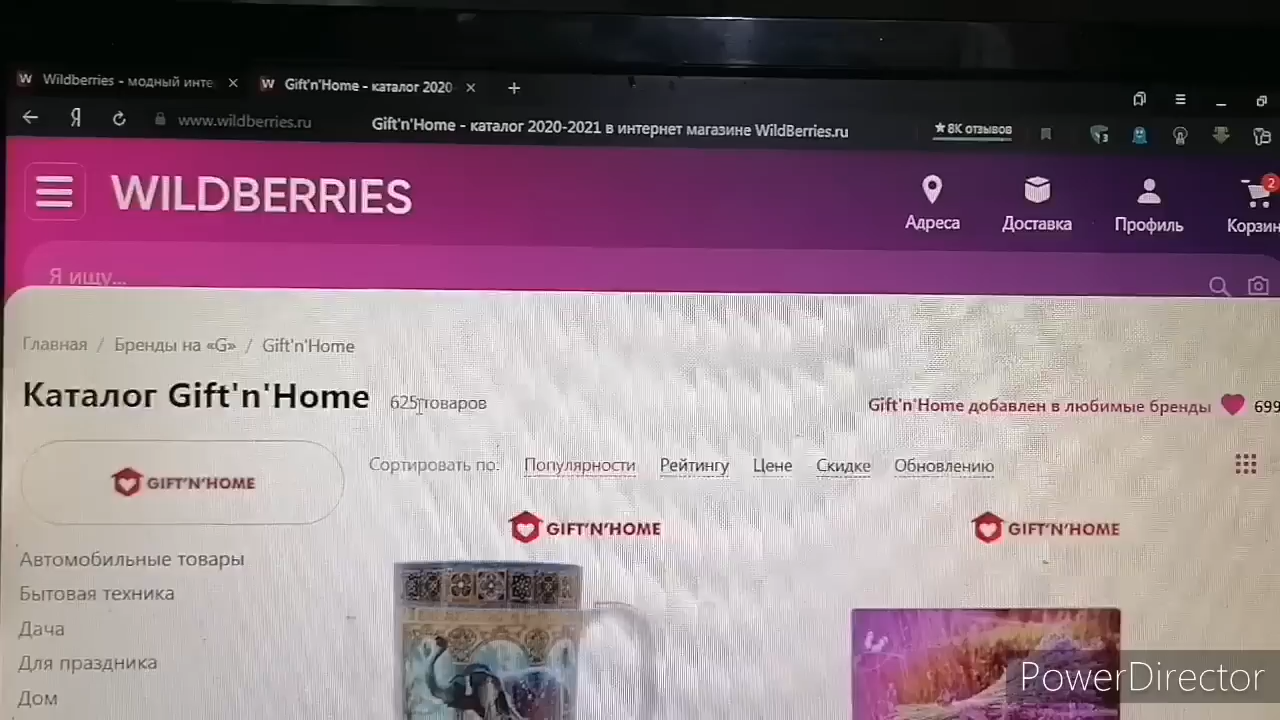 Wildberries - модный инте
Gift'n'Home - каталог 2020
www.wildberries.ru
Gift'n'Home - каталог 2020-2021 в интернет магазине WildBerries.ru
★ 8K отзывов
WILDBERRIES
Адреса
Доставка
Профиль
2
Корзин
Я ищу...
Главная / Бренды на «G» / Gift'n'Home
Каталог Gift'n'Home
625 товаров
Gift'n'Home добавлен в любимые бренды
699
GIFT'N'HOME
Сортировать по:
Популярности
Рейтингу
Цене
Скидке
Обновлению
GIFT'N'HOME
GIFT'N'HOME
Автомобильные товары
Бытовая техника
Дача
Для праздника
Дом
PowerDirector